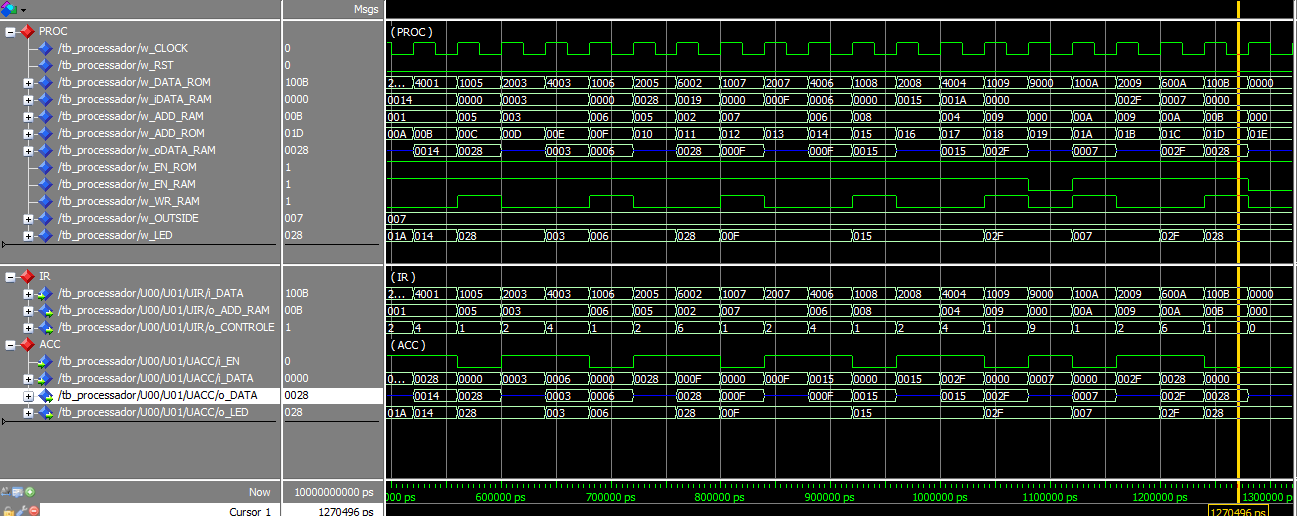 Msgs
PROC (PROC)
/tb_processador/w_CLOCK 0
/tb_processador/w_RST 0
/tb_processador/w_DATA_ROM 100B 2... 4001 1005 2003 4003 1006 2005 6002 1007 2007 4006 1008 2008 4004 1009 9000 100A 2009 600A 100B 0000
/tb_processador/w_iDATA_RAM 0000 0014 0000 0003 0000 0028 0019 0000 000F 0006 0000 0015 001A 0000 002F 0007 0000
/tb_processador/w_ADD_RAM 00B 001 005 003 006 005 002 007 006 008 004 009 000 00A 009 00A 00B 000
/tb_processador/w_ADD_ROM 01D 00A 00B 00C 00D 00E 00F 010 011 012 013 014 015 016 017 018 019 01A 01B 01C 01D 01E
/tb_processador/w_oDATA_RAM 0028 0014 0028 0003 0006 0028 000F 000F 0015 0015 002F 0007 002F 0028
/tb_processador/w_EN_ROM 1
/tb_processador/w_EN_RAM 1
/tb_processador/w_WR_RAM 1
/tb_processador/w_OUTSIDE 007 007
/tb_processador/w_LED 028 01A 014 028 003 006 028 00F 015 02F 007 02F 028
IR (IR)
/tb_processador/U00/U01/UIR/i_DATA 100B 2... 4001 1005 2003 4003 1006 2005 6002 1007 2007 4006 1008 2008 4004 1009 9000 100A 2009 600A 100B 0000
/tb_processador/U00/U01/UIR/o_ADD_RAM 00B 001 005 003 006 005 002 007 006 008 004 009 000 00A 009 00A 00B 000
/tb_processador/U00/U01/UIR/o_CONTROLE 1 2 4 1 2 4 1 2 6 1 2 4 1 2 4 1 9 1 2 6 1 0
ACC (ACC)
/tb_processador/U00/U01/UACC/i_EN 0
/tb_processador/U00/U01/UACC/i_DATA 0000 0... 0028 0000 0003 0006 0000 0028 000F 0000 000F 0015 0000 0015 002F 0000 0007 0000 002F 0028 0000
/tb_processador/U00/U01/UACC/o_DATA 0028 0014 0028 0003 0006 0028 000F 000F 0015 0015 002F 0007 002F 0028
/tb_processador/U00/U01/UACC/o_LED 028 01A 014 028 003 006 028 00F 015 02F 007 02F 028
Now 10000000000 ps 000 ps 600000 ps 700000 ps 800000 ps 900000 ps 1000000 ps 1100000 ps 1200000 ps 1300000 ps
Cursor 1 1270496 ps 1270496 ps